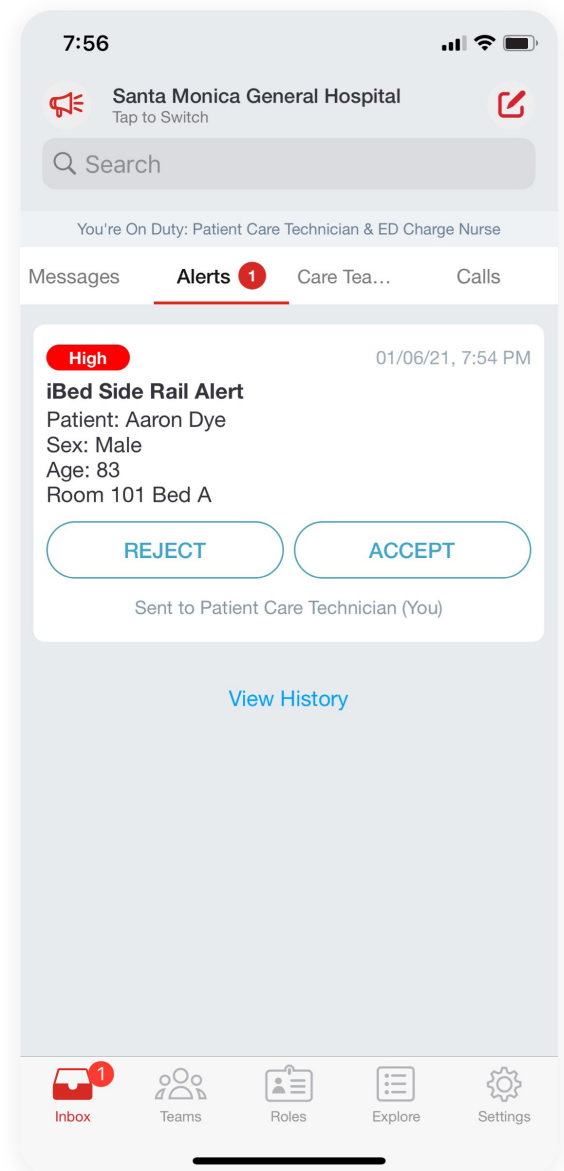 7:56
Santa Monica General Hospital
Tap to Switch
Search
You're On Duty: Patient Care Technician & ED Charge Nurse
Messages Alerts 1 Care Tea... Calls
High 01/06/21, 7:54 PM
iBed Side Rail Alert
Patient: Aaron Dye
Sex: Male
Age: 83
Room 101 Bed A
REJECT ACCEPT
Sent to Patient Care Technician (You)
View History
1
Inbox Teams Roles Explore Settings